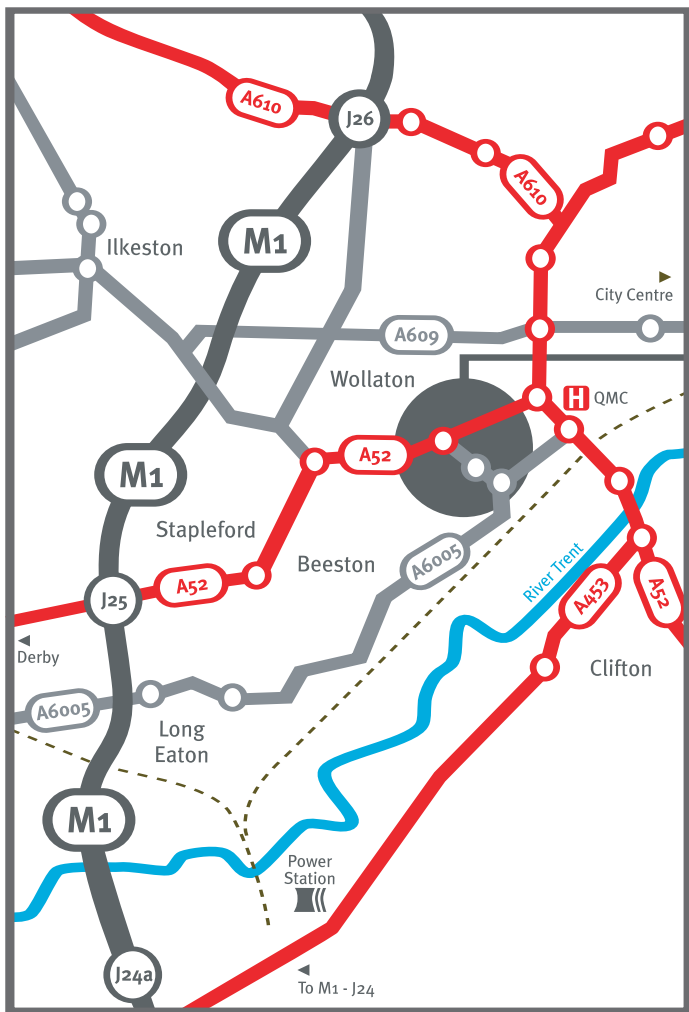 A610
J26
A610
M1
Ilkeston
City Centre
A609
Wollaton
H QMC
A52
M1
Stapleford
Beeston
A6005
River Trent
A52
J25
A453
A52
Derby
Clifton
A6005
Long
Eaton
M1
Power
Station
J24a
To M1 - J24